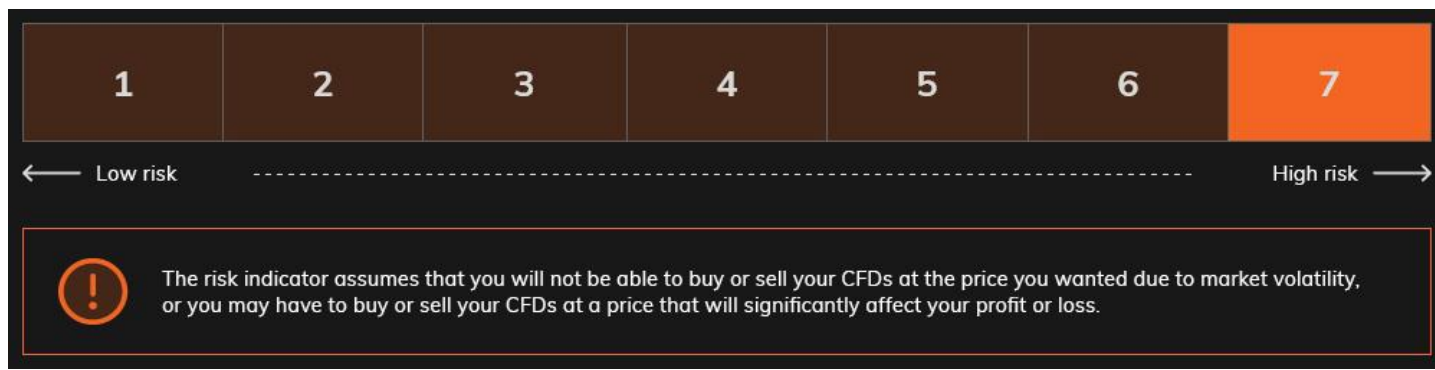 1 2 3 4 5 6 7
Low risk High risk
The risk indicator assumes that you will not be able to buy or sell your CFDs at the price you wanted due to market volatility,
or you may have to buy or sell your CFDs at a price that will significantly affect your profit or loss.